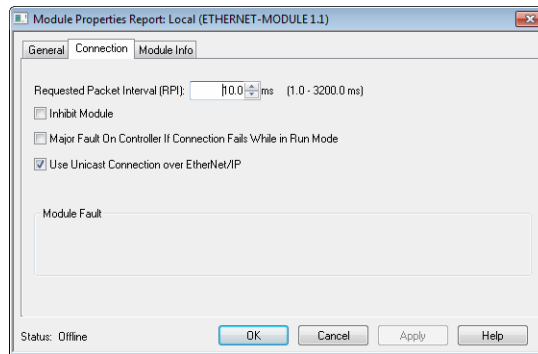 Module Properties Report: Local (ETHERNET-MODULE 1.1)
General Connection Module Info
Requested Packet Interval (RPI): 10.0 ms (1.0 - 3200.0 ms)
Inhibit Module
Major Fault On Controller If Connection Fails While in Run Mode
Use Unicast Connection over EtherNet/IP
Module Fault
Status: Offline OK Cancel Apply Help